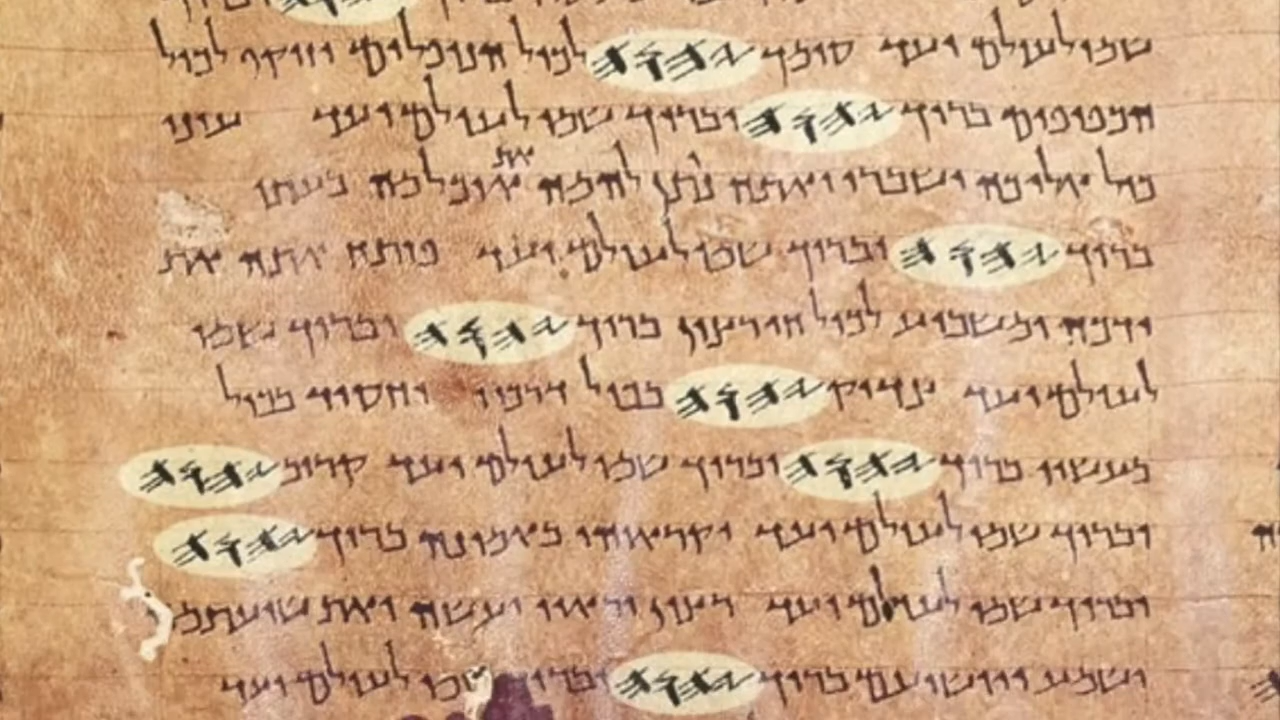 𐤉𐤄𐤅𐤄
שמו לעולם ועד סומך 𐤉𐤄𐤅𐤄 לכול הנופלים וזוקף לכול
הכפופים ברוך 𐤉𐤄𐤅𐤄 וברוך שמו לעולם ועד עיני
כול אליכה ישברו ואתה נותן להמה את אוכלמה בעתו
ברוך 𐤉𐤄𐤅𐤄 וברוך שמו לעולם ועד פותח אתה את
ידכה ומשביע לכול חי רצון ברוך 𐤉𐤄𐤅𐤄 וברוך שמו
לעולם ועד צדיק 𐤉𐤄𐤅𐤄 בכול דרכיו וחסיד בכול
מעשיו ברוך 𐤉𐤄𐤅𐤄 וברוך שמו לעולם ועד קרוב 𐤉𐤄𐤅𐤄
וברוך שמו לעולם ועד יקראוהו באמונה ברוך 𐤉𐤄𐤅𐤄
וברוך שמו לעולם ועד רצון יראיו יעשה ואת שועתמה
ישמע ויושיעם ברוך 𐤉𐤄𐤅𐤄 וברוך שמו לעולם ועד